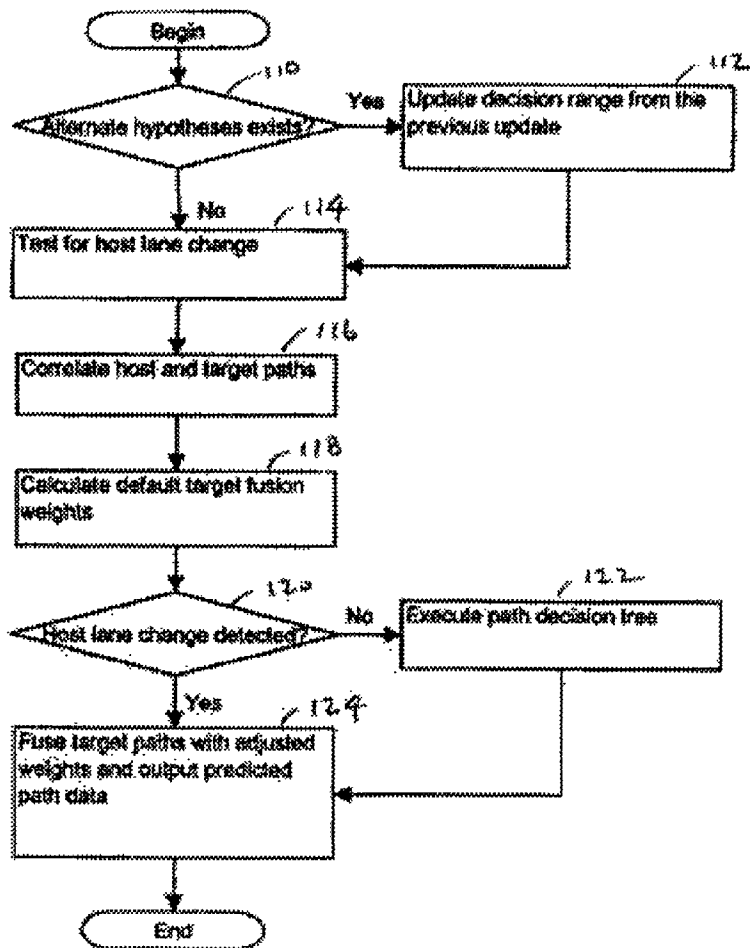 Begin
110
Alternate hypotheses exists?
Yes
112
Update decision range from the
previous update
No
114
Test for host lane change
116
Correlate host and target paths
118
Calculate default target fusion
weights
120
Host lane change detected?
No
122
Execute path decision tree
Yes
124
Fuse target paths with adjusted
weights and output predicted
path data
End